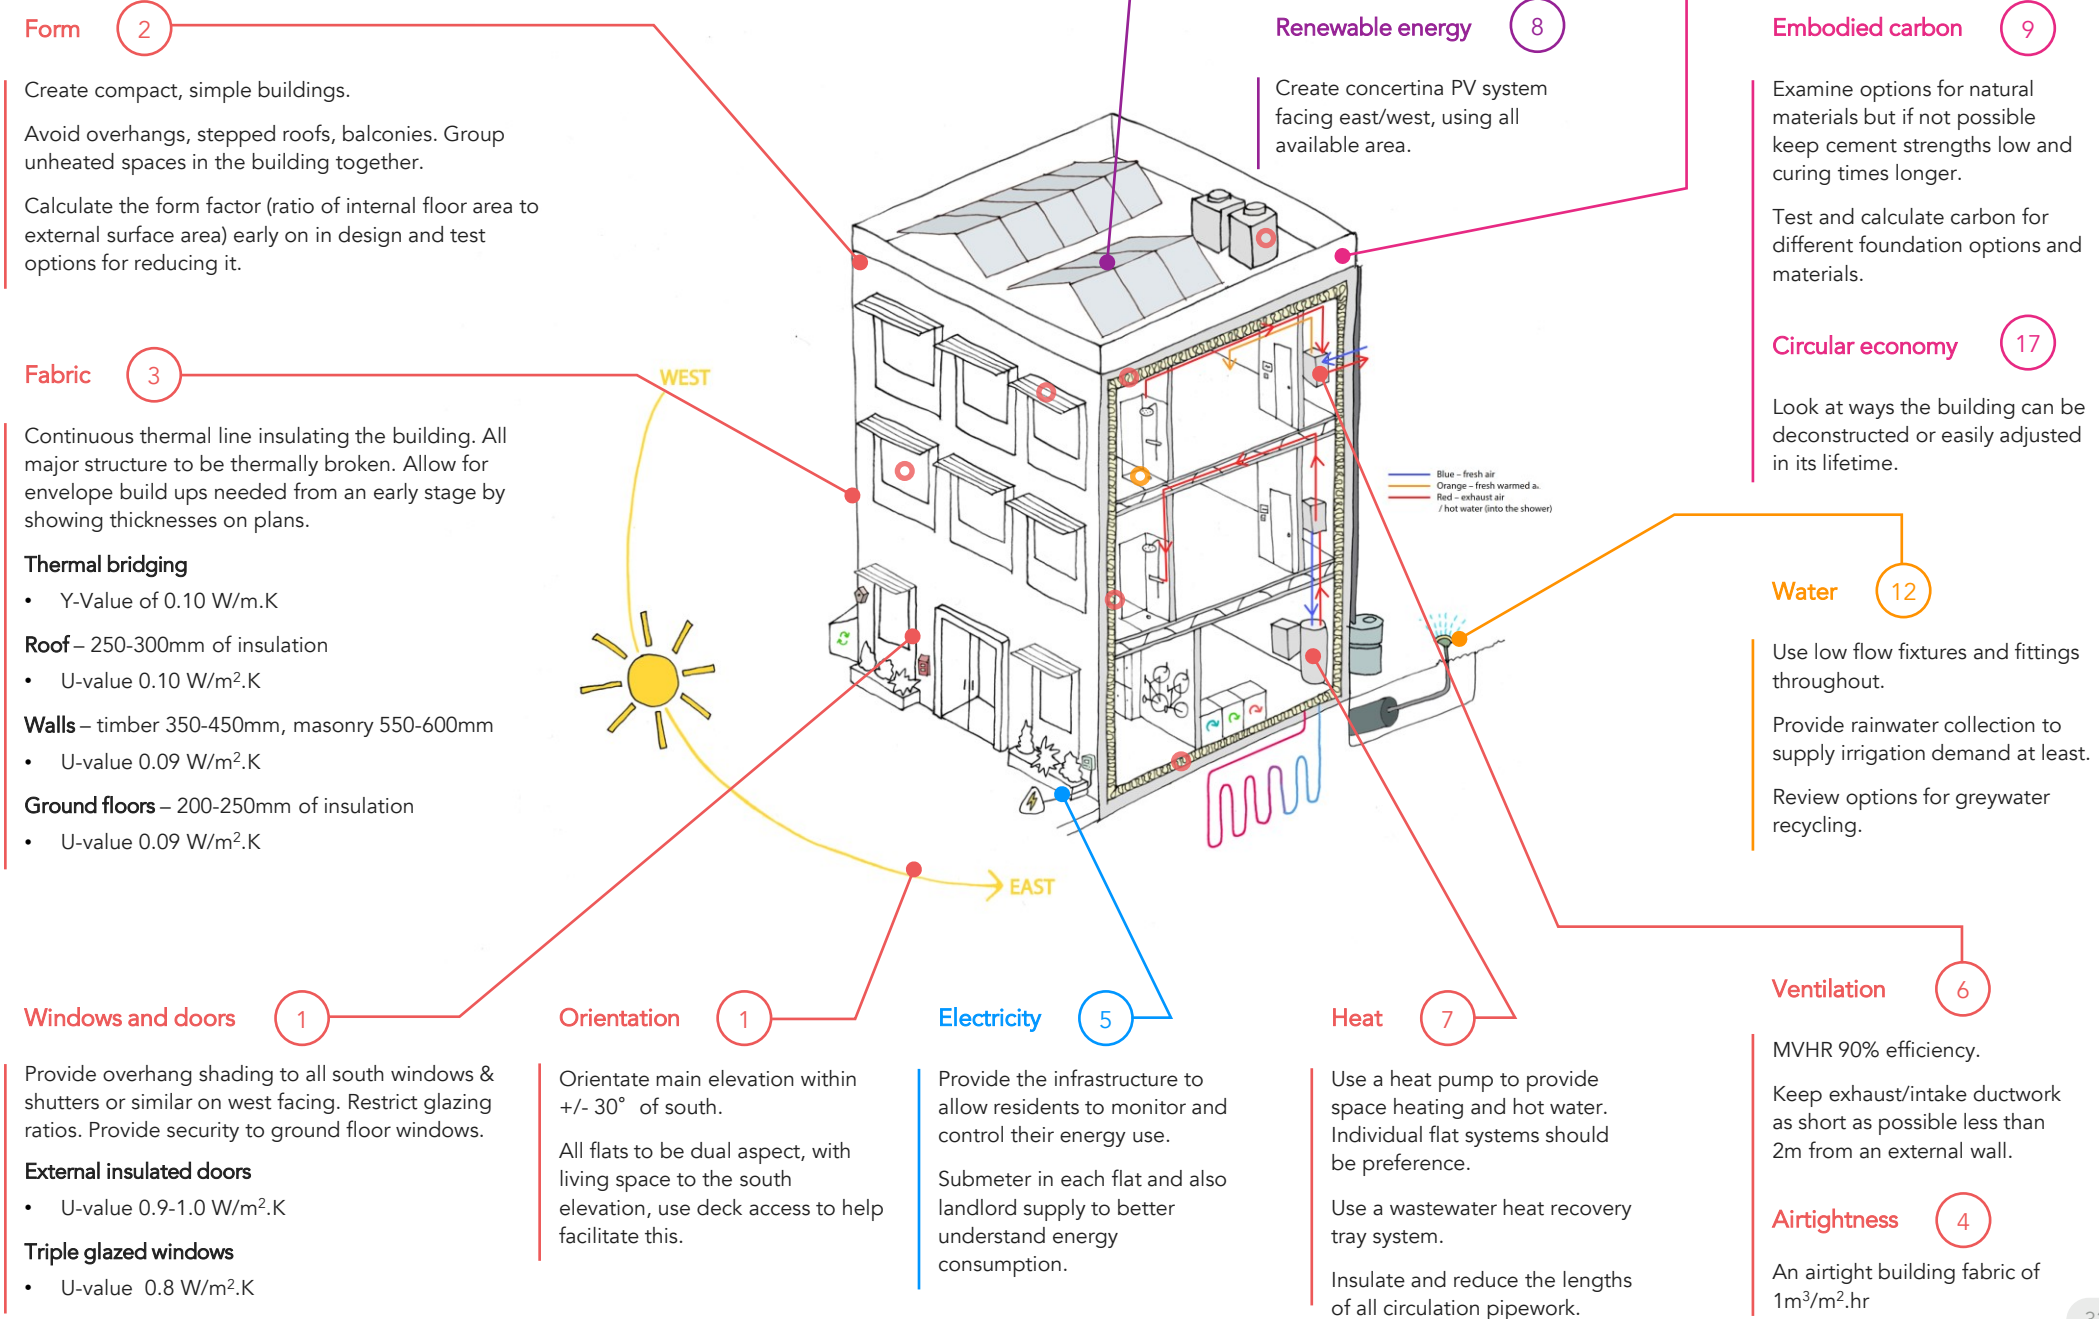 Form 2
Create compact, simple buildings.
Avoid overhangs, stepped roofs, balconies. Group
unheated spaces in the building together.
Calculate the form factor (ratio of internal floor area to
external surface area) early on in design and test
options for reducing it.
Renewable energy 8
Create concertina PV system
facing east/west, using all
available area.
Embodied carbon 9
Examine options for natural
materials but if not possible
keep cement strengths low and
curing times longer.
Test and calculate carbon for
different foundation options and
materials.
Circular economy 17
Look at ways the building can be
deconstructed or easily adjusted
in its lifetime.
Fabric 3
Continuous thermal line insulating the building. All
major structure to be thermally broken. Allow for
envelope build ups needed from an early stage by
showing thicknesses on plans.
Thermal bridging
• Y-Value of 0.10 W/m.K
Roof – 250-300mm of insulation
• U-value 0.10 W/m².K
Walls – timber 350-450mm, masonry 550-600mm
• U-value 0.09 W/m².K
Ground floors – 200-250mm of insulation
• U-value 0.09 W/m².K
WEST
EAST
Blue – fresh air
Orange – fresh warmed a.
Red – exhaust air
/ hot water (into the shower)
Water 12
Use low flow fixtures and fittings
throughout.
Provide rainwater collection to
supply irrigation demand at least.
Review options for greywater
recycling.
Windows and doors 1
Provide overhang shading to all south windows &
shutters or similar on west facing. Restrict glazing
ratios. Provide security to ground floor windows.
External insulated doors
• U-value 0.9-1.0 W/m².K
Triple glazed windows
• U-value 0.8 W/m².K
Orientation 1
Orientate main elevation within
+/- 30° of south.
All flats to be dual aspect, with
living space to the south
elevation, use deck access to help
facilitate this.
Electricity 5
Provide the infrastructure to
allow residents to monitor and
control their energy use.
Submeter in each flat and also
landlord supply to better
understand energy
consumption.
Heat 7
Use a heat pump to provide
space heating and hot water.
Individual flat systems should
be preference.
Use a wastewater heat recovery
tray system.
Insulate and reduce the lengths
of all circulation pipework.
Ventilation 6
MVHR 90% efficiency.
Keep exhaust/intake ductwork
as short as possible less than
2m from an external wall.
Airtightness 4
An airtight building fabric of
1m³/m².hr